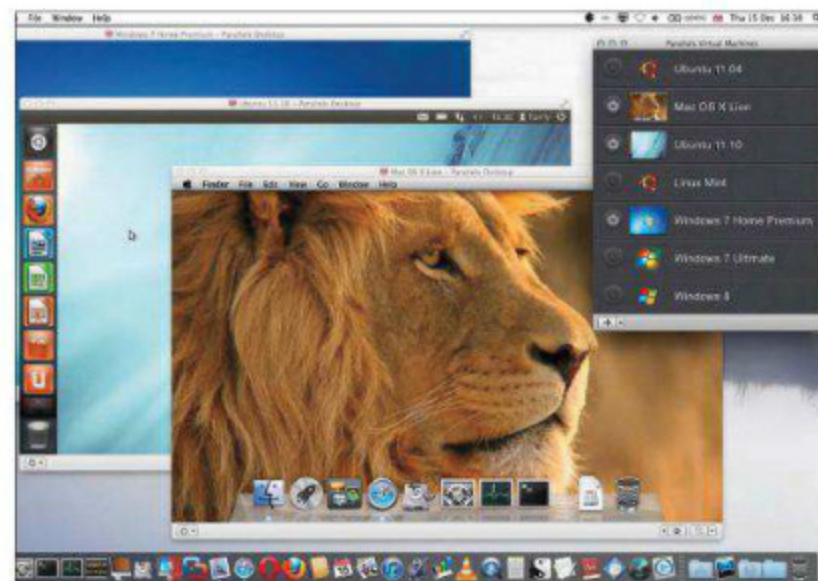 File Window Help
Thu 15 Dec 16:38
Windows 7 Home Premium - Parallels Desktop
Parallels Virtual Machines
Ubuntu 11.04
Mac OS X Lion
Ubuntu 11.10
Linux Mint
Windows 7 Home Premium
Windows 7 Ultimate
Windows 8
Ubuntu 11.10 - Parallels Desktop
Mac OS X Lion - Parallels Desktop
Finder File Edit View Go Window Help